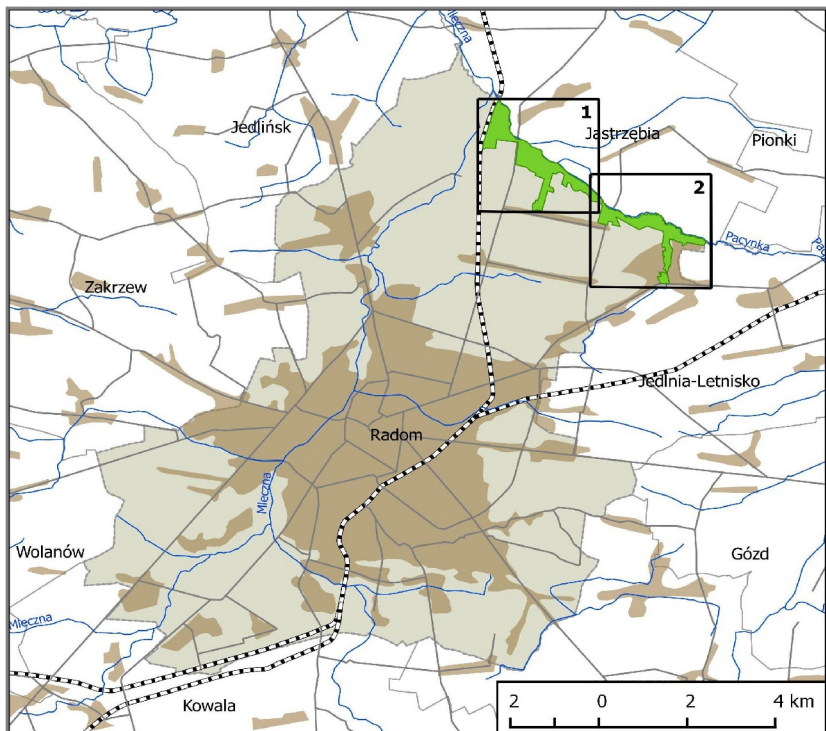 Mleczna
1
Jedlińsk
Jastrzębia
Pionki
2
Pacynka
Zakrzew
Jedlnia-Letnisko
Radom
Mleczna
Wolanów
Gózd
Mleczna
Kowala
2 0 2 4 km